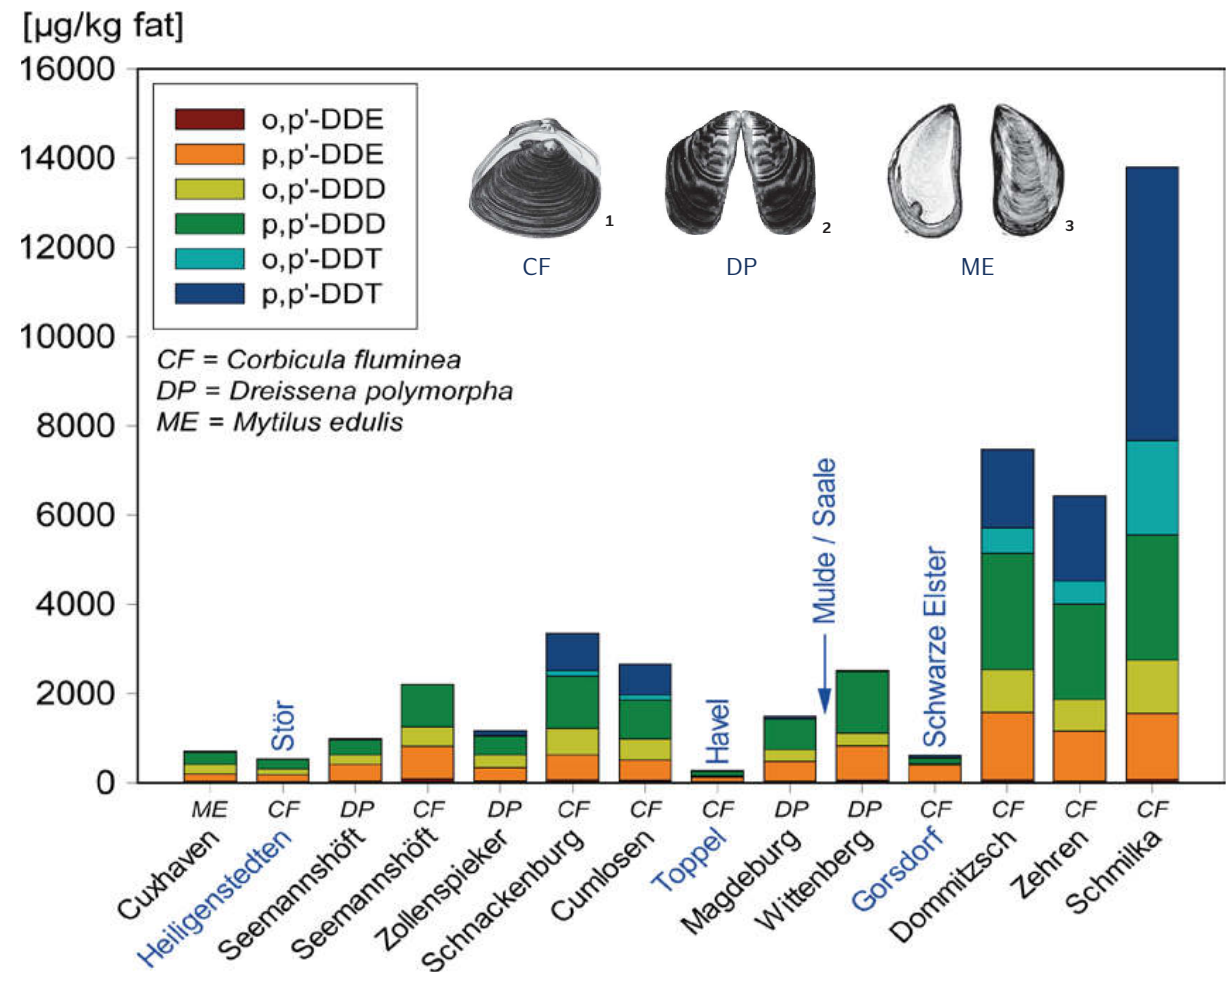 [µg/kg fat]
16000
14000
12000
10000
8000
6000
4000
2000
0
o,p'-DDE
p,p'-DDE
o,p'-DDD
p,p'-DDD
o,p'-DDT
p,p'-DDT
CF = Corbicula fluminea
DP = Dreissena polymorpha
ME = Mytilus edulis
1
2
3
CF
DP
ME
Stör
Havel
Mulde / Saale
Schwarze Elster
ME
CF
DP
CF
DP
CF
CF
CF
DP
DP
CF
CF
CF
CF
Cuxhaven
Heiligenstedten
Seemannshöft
Seemannshöft
Zollenspieker
Schnackenburg
Cumlosen
Toppel
Magdeburg
Wittenberg
Gorsdorf
Dommitzsch
Zehren
Schmilka